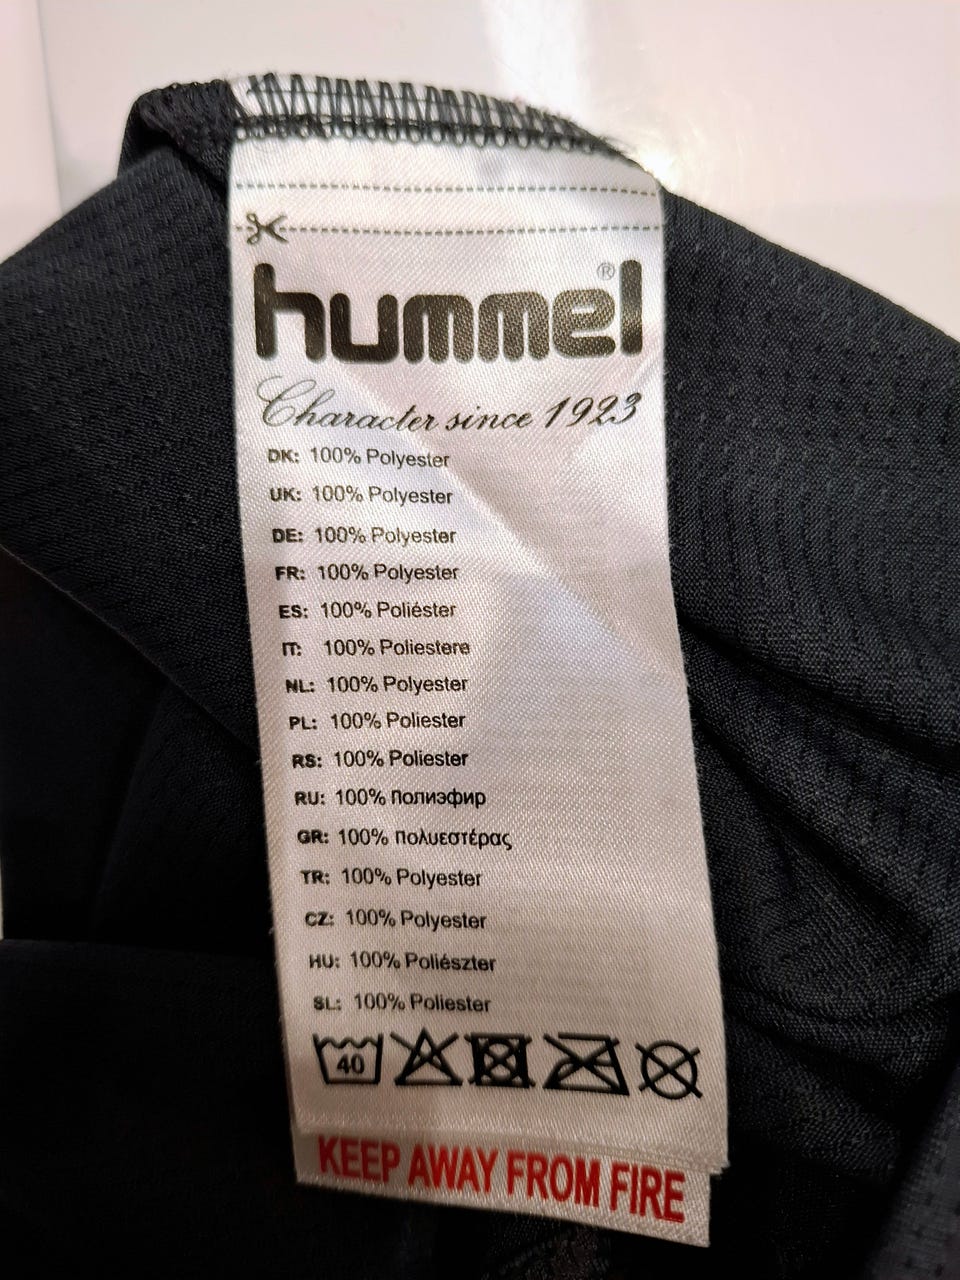 hummel®
Character since 1923
DK: 100% Polyester
UK: 100% Polyester
DE: 100% Polyester
FR: 100% Polyester
ES: 100% Poliéster
IT: 100% Poliestere
NL: 100% Polyester
PL: 100% Poliester
RS: 100% Poliester
RU: 100% Полиэфир
GR: 100% Πολυεστέρας
TR: 100% Polyester
CZ: 100% Polyester
HU: 100% Poliészter
SL: 100% Poliester
40
KEEP AWAY FROM FIRE